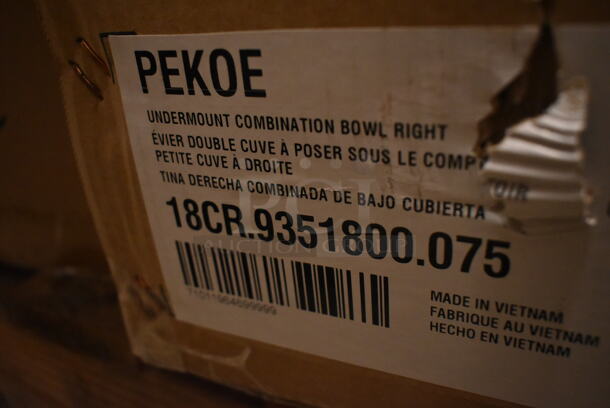 PEKOE
UNDERMOUNT COMBINATION BOWL RIGHT
ÉVIER DOUBLE CUVE À POSER SOUS LE COMP
PETITE CUVE À DROITE
TINA DERECHA COMBINADA DE BAJO CUBIERTA
18CR.9351800.075
MADE IN VIETNAM
FABRIQUE AU VIETNAM
HECHO EN VIETNAM